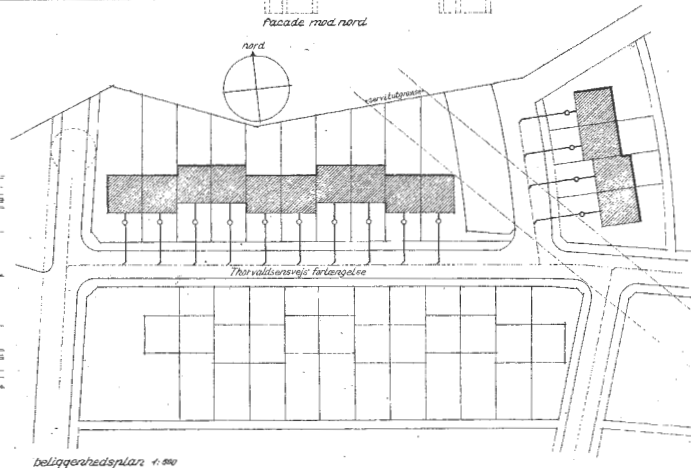 facade mod nord
nord
servitutgrænse
Thorvaldsensvejs forlængelse
beliggenhedsplan 1:500